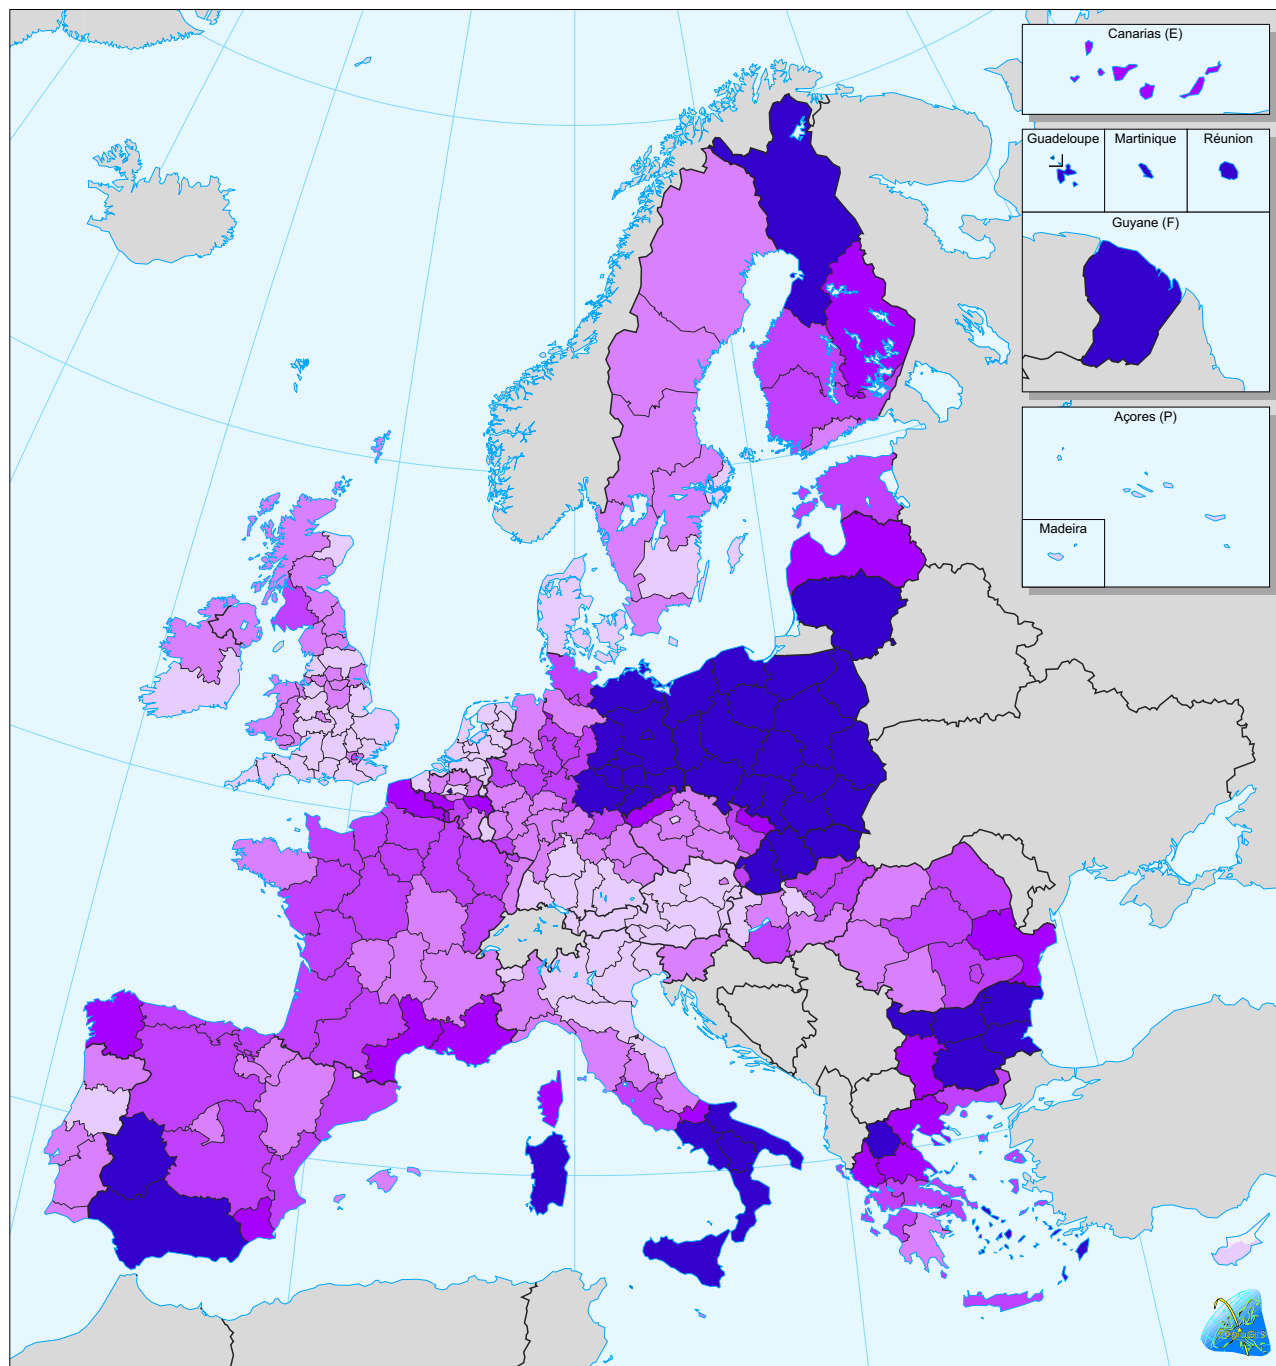 Canarias (E)
Guadeloupe
Martinique
Réunion
Guyane (F)
Açores (P)
Madeira